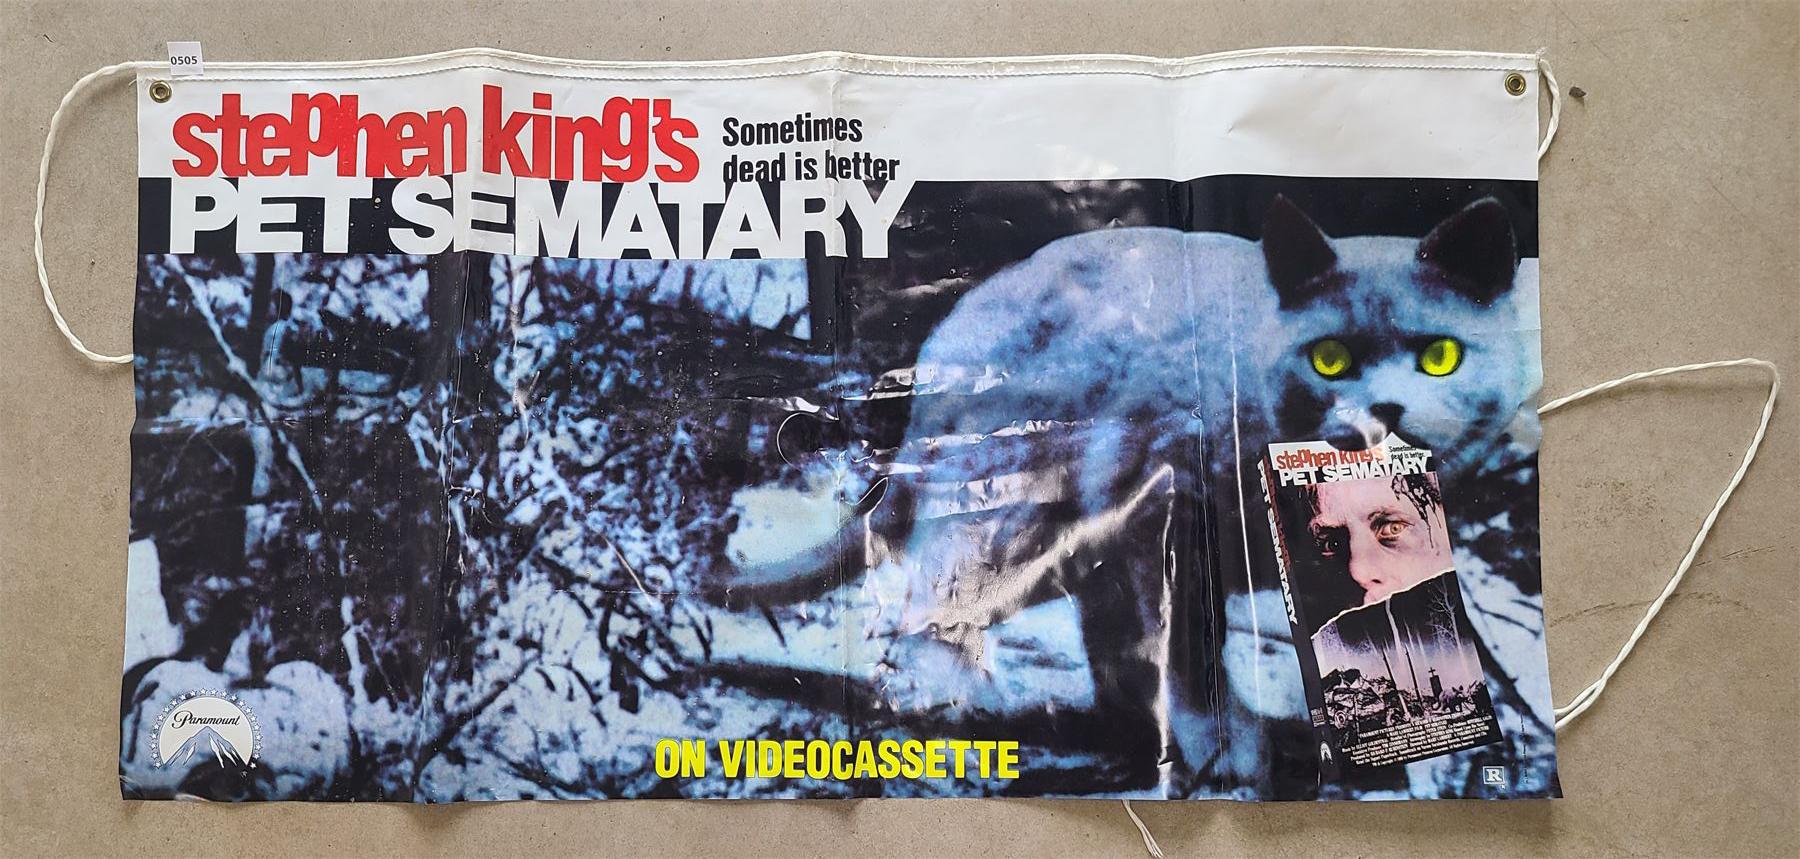 0505
stephen king's
Sometimes
dead is better
PET SEMATARY
stephen king's
Sometimes
dead is better
PET SEMATARY
PET SEMATARY
Paramount
ON VIDEOCASSETTE
R